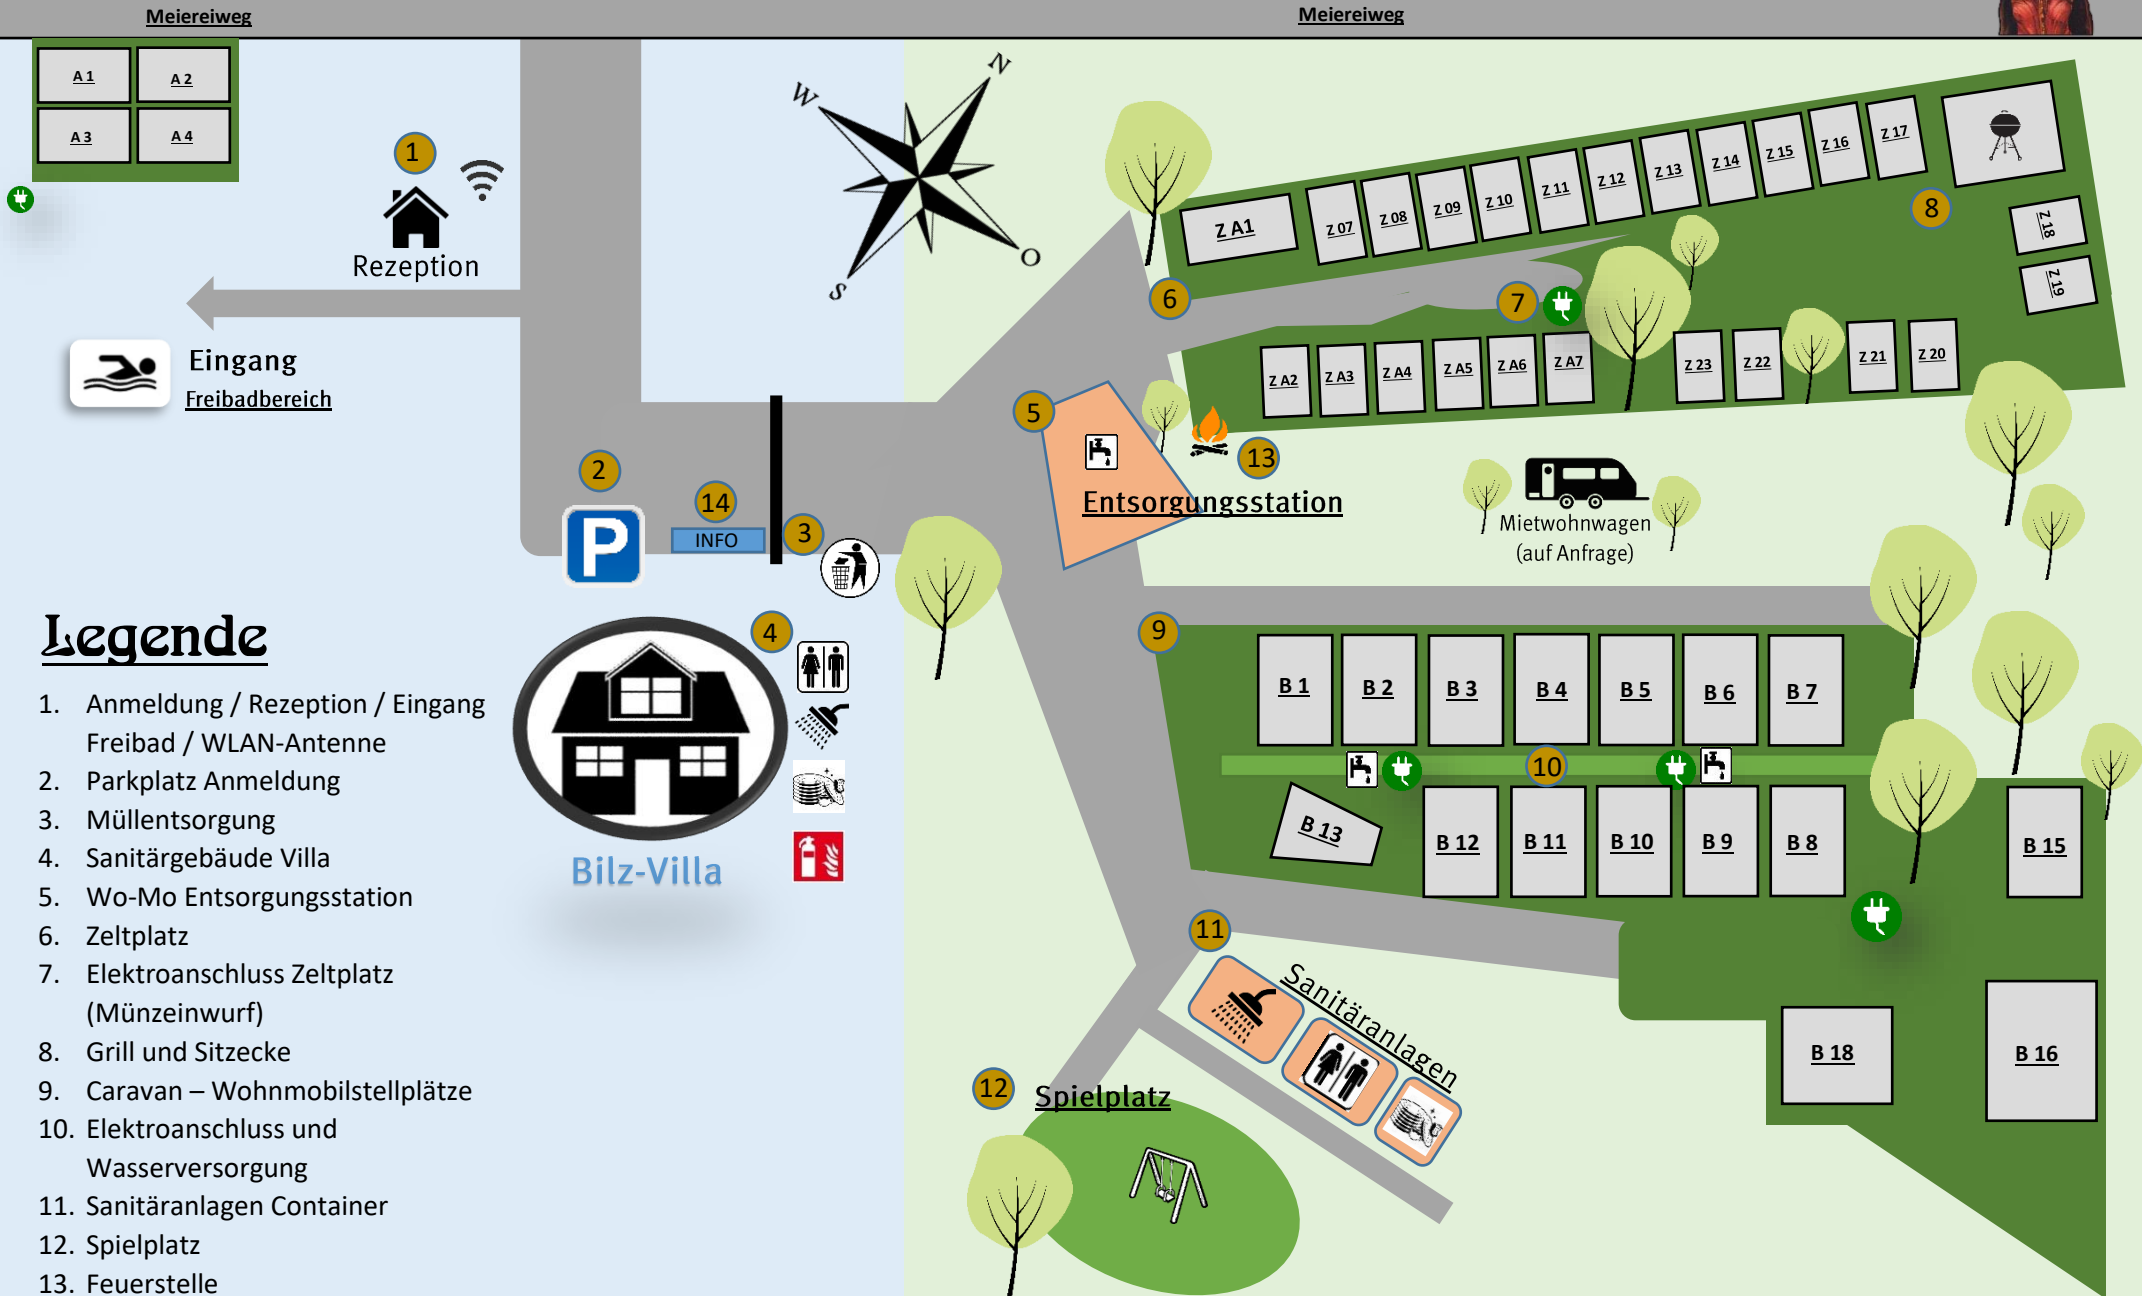 Meiereiweg
Meiereiweg
A 1
A 2
A 3
A 4
1
Rezeption
Eingang
Freibadbereich
N
W
O
S
2
14
INFO
3
P
4
Bilz-Villa
Legende
1. Anmeldung / Rezeption / Eingang
Freibad / WLAN-Antenne
2. Parkplatz Anmeldung
3. Müllentsorgung
4. Sanitärgebäude Villa
5. Wo-Mo Entsorgungsstation
6. Zeltplatz
7. Elektroanschluss Zeltplatz
(Münzeinwurf)
8. Grill und Sitzecke
9. Caravan – Wohnmobilstellplätze
10. Elektroanschluss und
Wasserversorgung
11. Sanitäranlagen Container
12. Spielplatz
13. Feuerstelle
Z A1
Z 07
Z 08
Z 09
Z 10
Z 11
Z 12
Z 13
Z 14
Z 15
Z 16
Z 17
8
Z 18
Z 19
6
7
Z A2
Z A3
Z A4
Z A5
Z A6
Z A7
Z 23
Z 22
Z 21
Z 20
5
13
Entsorgungsstation
Mietwohnwagen
(auf Anfrage)
9
B 1
B 2
B 3
B 4
B 5
B 6
B 7
10
B 13
B 12
B 11
B 10
B 9
B 8
B 15
11
Sanitäranlagen
B 18
B 16
12
Spielplatz